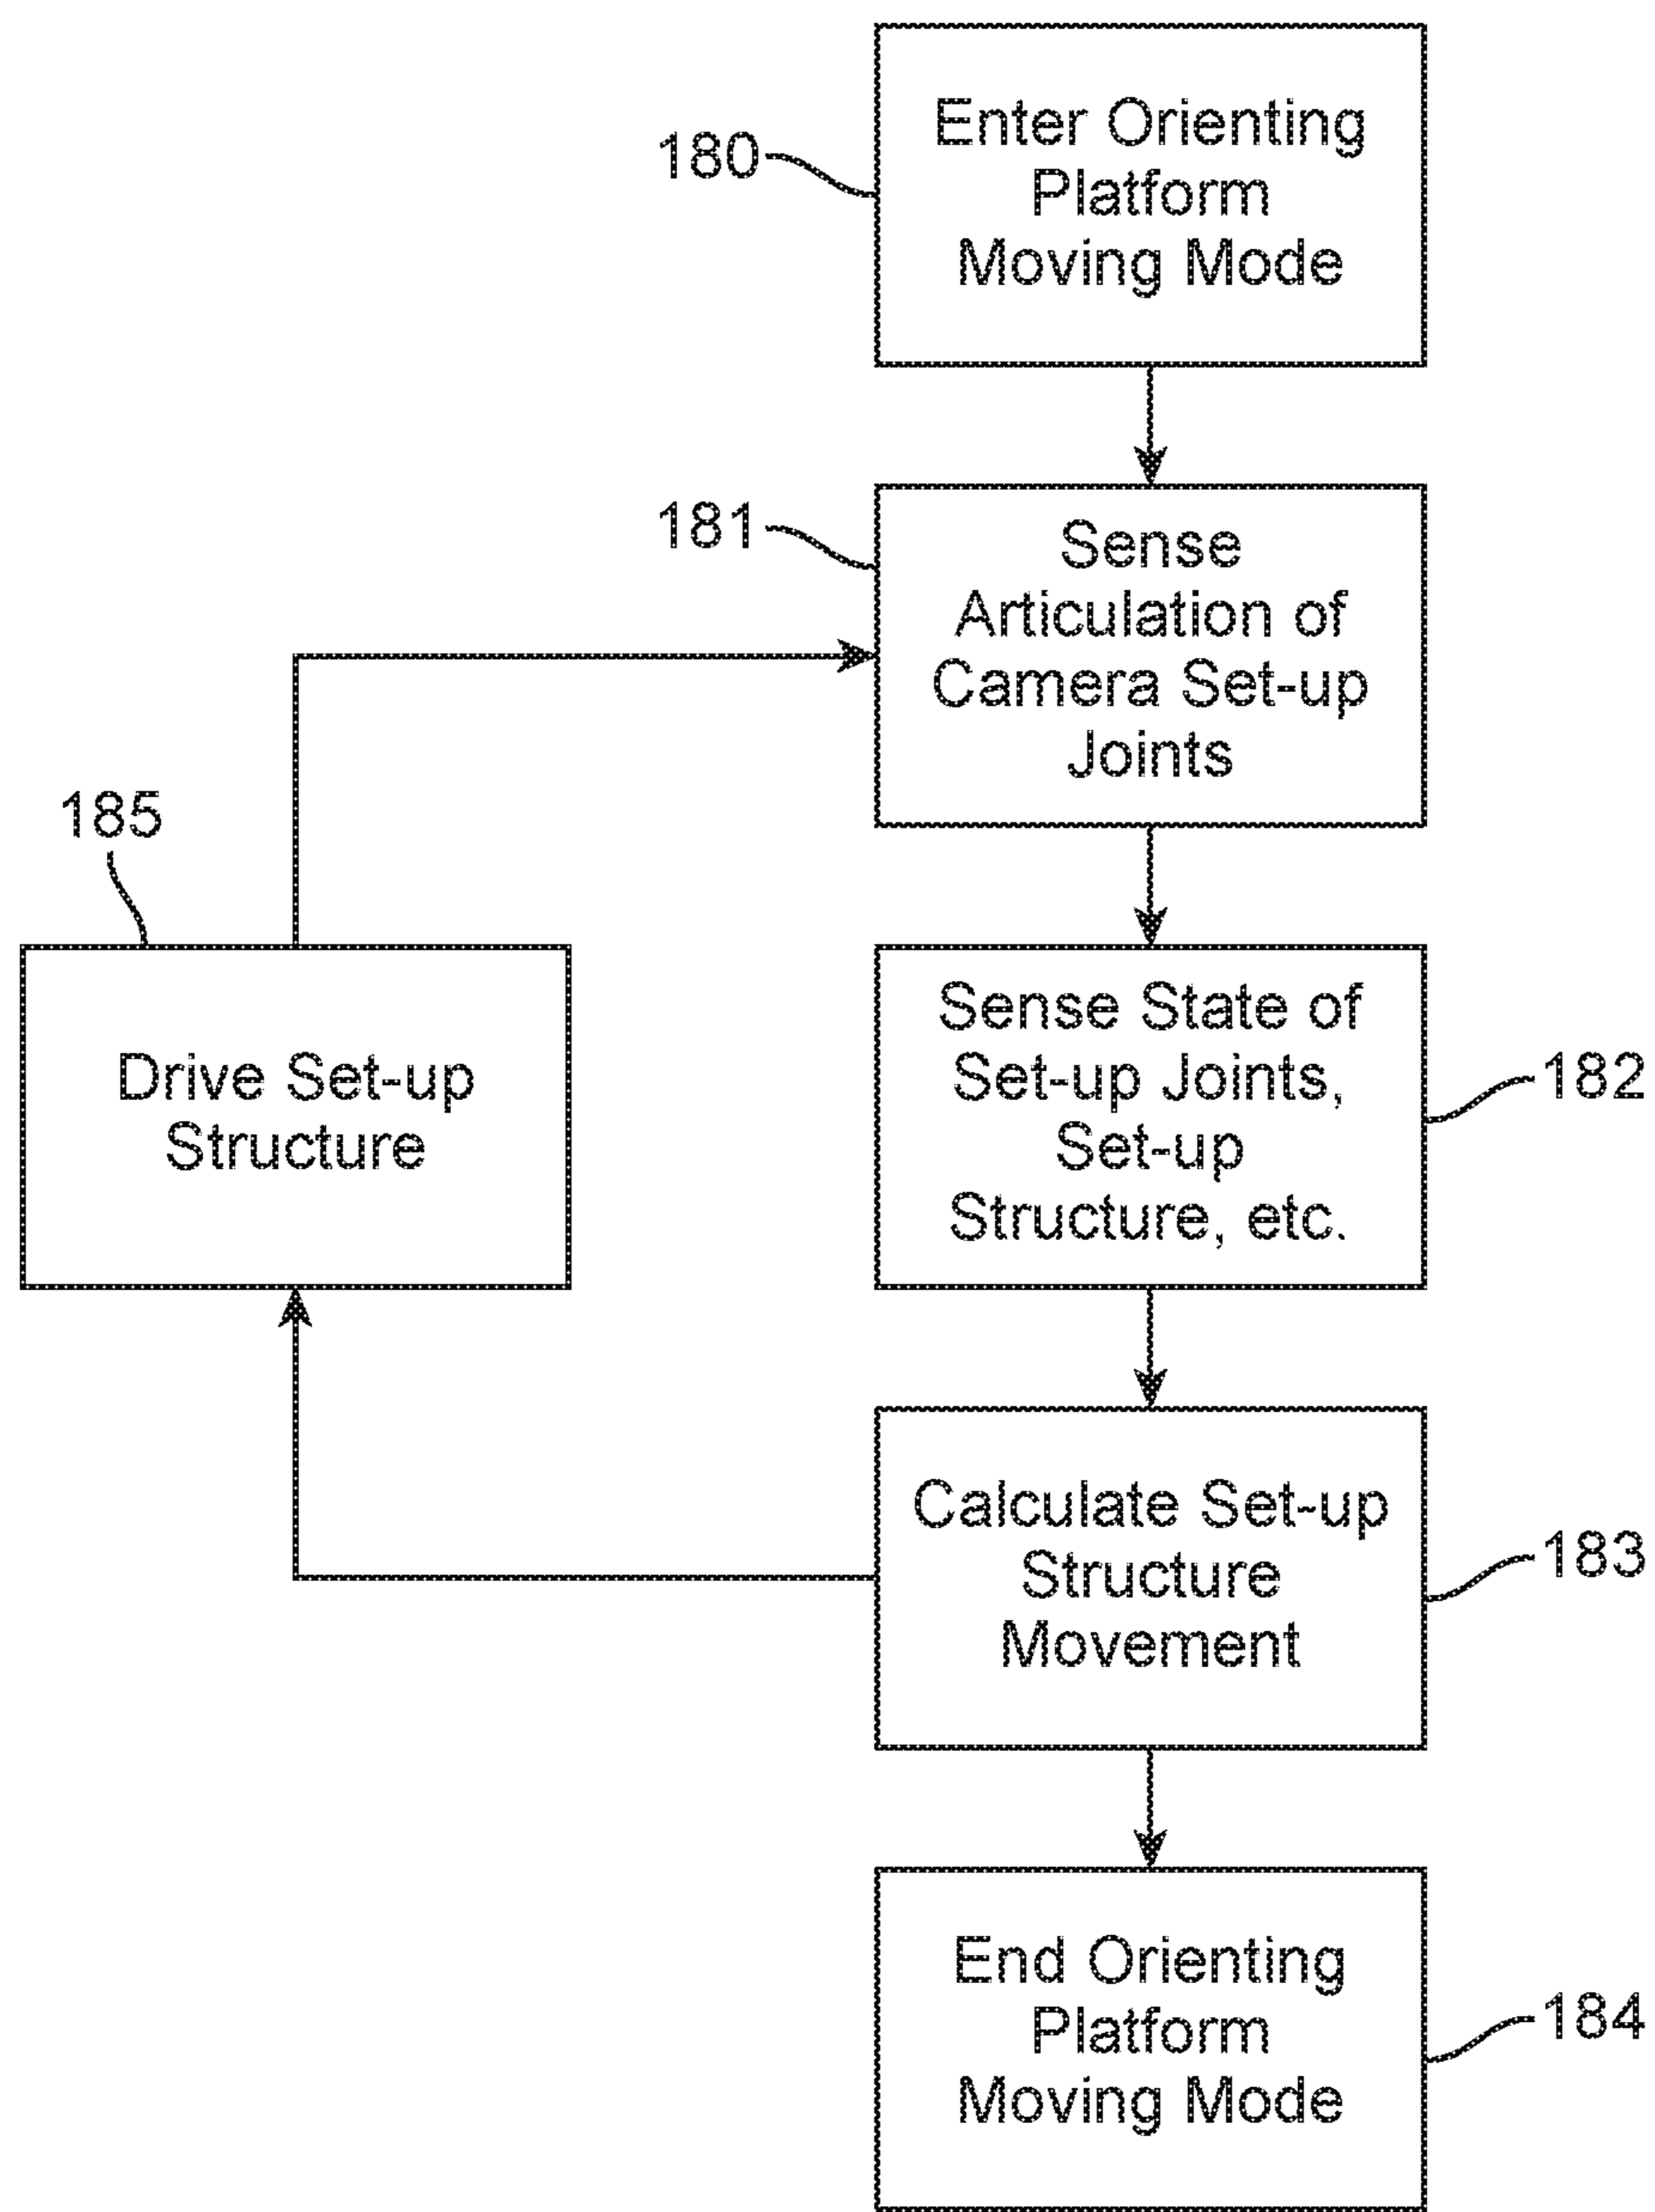 180
Enter Orienting
Platform
Moving Mode
181
Sense
Articulation of
Camera Set-up
Joints
185
Drive Set-up
Structure
Sense State of
Set-up Joints,
Set-up
Structure, etc.
182
Calculate Set-up
Structure
Movement
183
End Orienting
Platform
Moving Mode
184